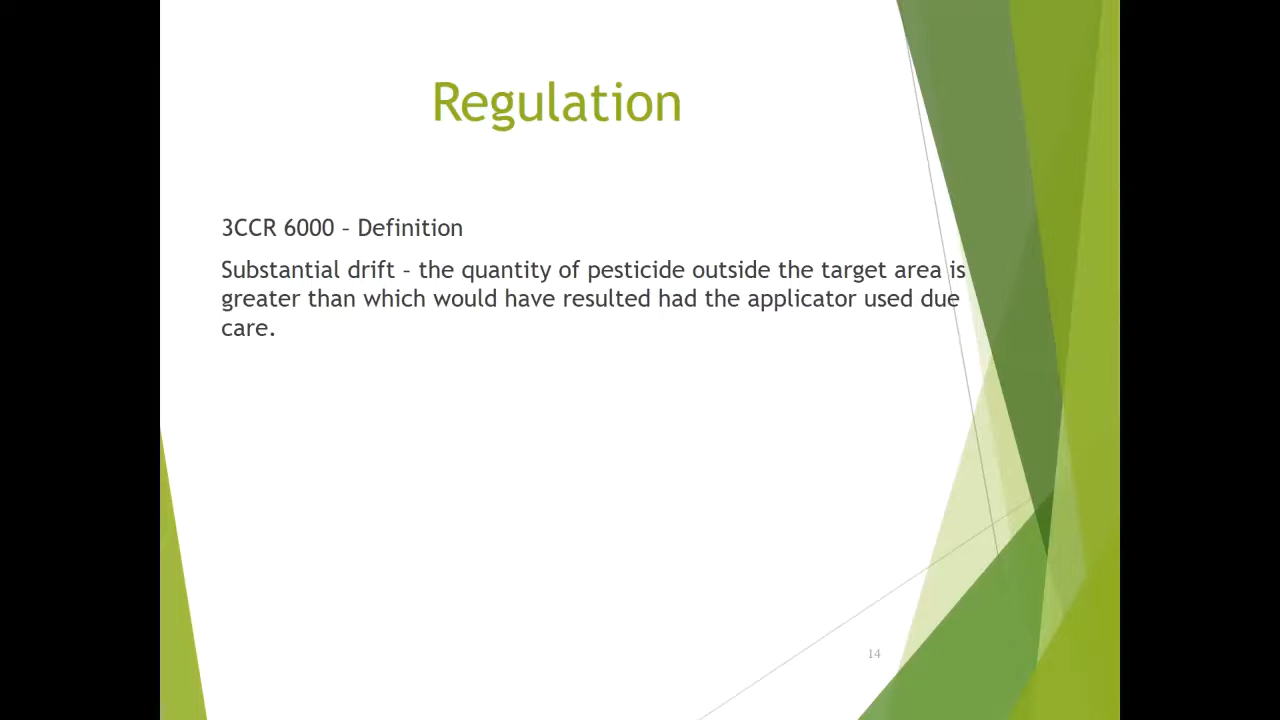 Regulation
3CCR 6000 – Definition
Substantial drift – the quantity of pesticide outside the target area is
greater than which would have resulted had the applicator used due
care.
14